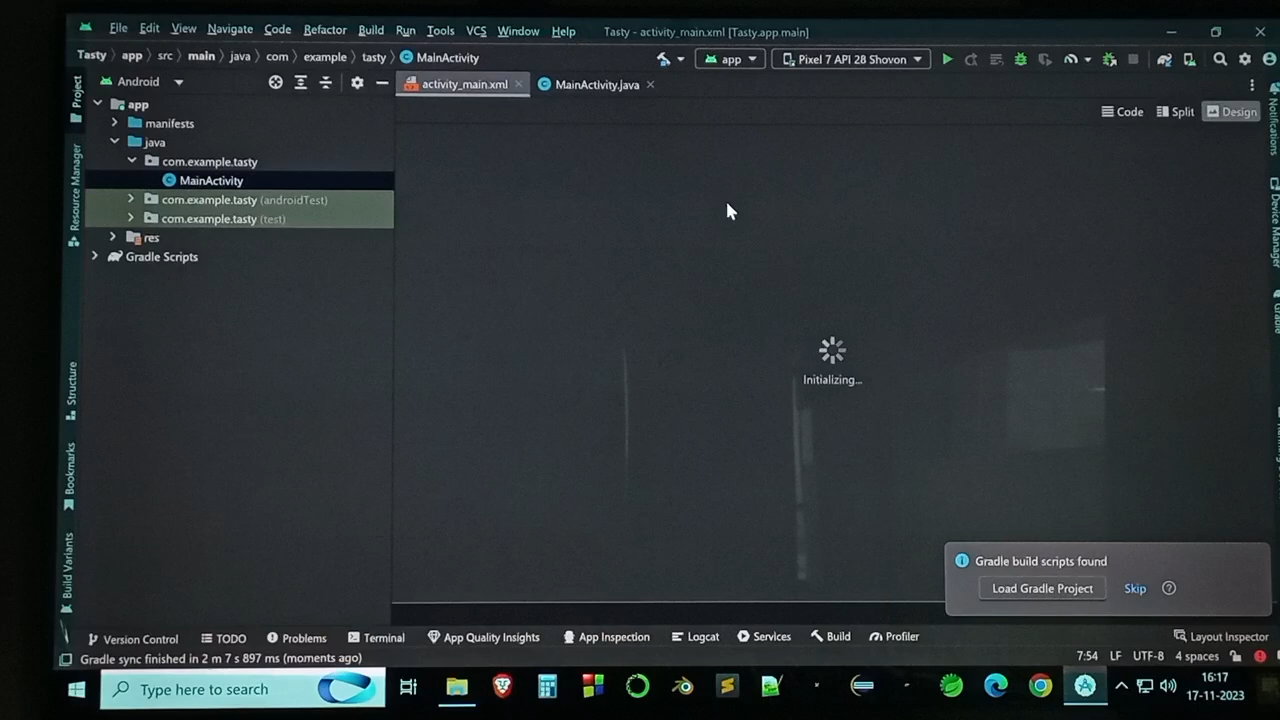 File Edit View Navigate Code Refactor Build Run Tools VCS Window Help Tasty - activity_main.xml [Tasty.app.main]
Tasty app src main java com example tasty MainActivity app Pixel 7 API 28 Shovon
Project
Android
activity_main.xml
MainActivity.java
Notifications
Code Split Design
app
manifests
java
com.example.tasty
MainActivity
com.example.tasty (androidTest)
com.example.tasty (test)
res
Gradle Scripts
Resource Manager
Device Manager
Gradle
Initializing...
Structure
Bookmarks
Build Variants
Gradle build scripts found
Load Gradle Project Skip
Version Control TODO Problems Terminal App Quality Insights App Inspection Logcat Services Build Profiler Layout Inspector
Gradle sync finished in 2 m 7 s 897 ms (moments ago) 7:54 LF UTF-8 4 spaces
Type here to search
16:17
17-11-2023